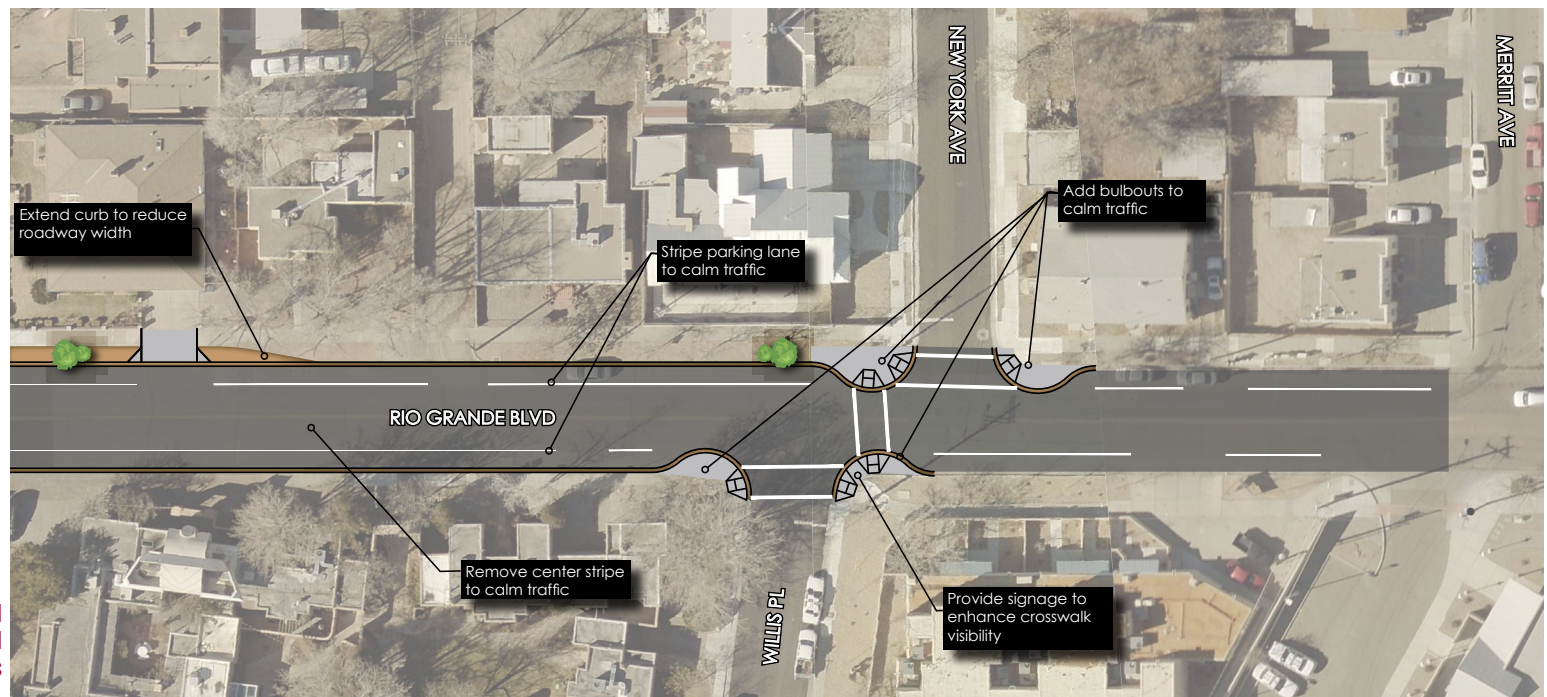 NEW YORK AVE
MERRITT AVE
Add bulbouts to
calm traffic
Extend curb to reduce
roadway width
Stripe parking lane
to calm traffic
RIO GRANDE BLVD
Remove center stripe
to calm traffic
WILLIS PL
Provide signage to
enhance crosswalk
visibility